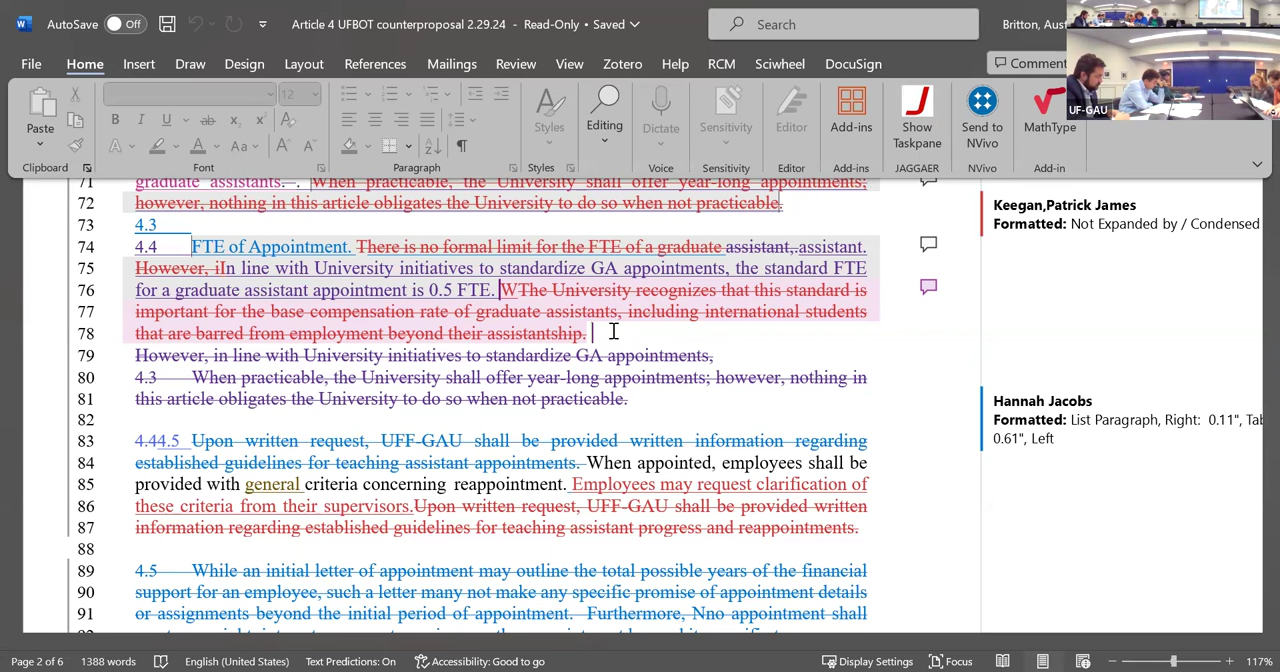 AutoSave Off Article 4 UFBOT counterproposal 2.29.24 - Read-Only • Saved Search Britton, Aust
File Home Insert Draw Design Layout References Mailings Review View Zotero Help RCM Sciwheel DocuSign Comment
12
Paste B I U ab x₂ x² A Aa Styles Editing Dictate Sensitivity Editor Add-ins Show Taskpane Send to NVivo MathType
Clipboard Font Paragraph Styles Voice Sensitivity Editor Add-ins JAGGAER NVivo Add-in
UF-GAU
71 graduate assistants. . When practicable, the University shall offer year-long appointments;
72 however, nothing in this article obligates the University to do so when not practicable.
73 4.3
74 4.4 FTE of Appointment. There is no formal limit for the FTE of a graduate assistant,.assistant.
75 However, iIn line with University initiatives to standardize GA appointments, the standard FTE
76 for a graduate assistant appointment is 0.5 FTE. WThe University recognizes that this standard is
77 important for the base compensation rate of graduate assistants, including international students
78 that are barred from employment beyond their assistantship.
79 However, in line with University initiatives to standardize GA appointments,
80 4.3 When practicable, the University shall offer year-long appointments; however, nothing in
81 this article obligates the University to do so when not practicable.
82
83 4.44.5 Upon written request, UFF-GAU shall be provided written information regarding
84 established guidelines for teaching assistant appointments. When appointed, employees shall be
85 provided with general criteria concerning reappointment. Employees may request clarification of
86 these criteria from their supervisors.Upon written request, UFF-GAU shall be provided written
87 information regarding established guidelines for teaching assistant progress and reappointments.
88
89 4.5 While an initial letter of appointment may outline the total possible years of the financial
90 support for an employee, such a letter many not make any specific promise of appointment details
91 or assignments beyond the initial period of appointment. Furthermore, Nno appointment shall
Keegan,Patrick James
Formatted: Not Expanded by / Condensed
Hannah Jacobs
Formatted: List Paragraph, Right: 0.11", Tab
0.61", Left
Page 2 of 6 1388 words English (United States) Text Predictions: On Accessibility: Good to go Display Settings Focus 117%